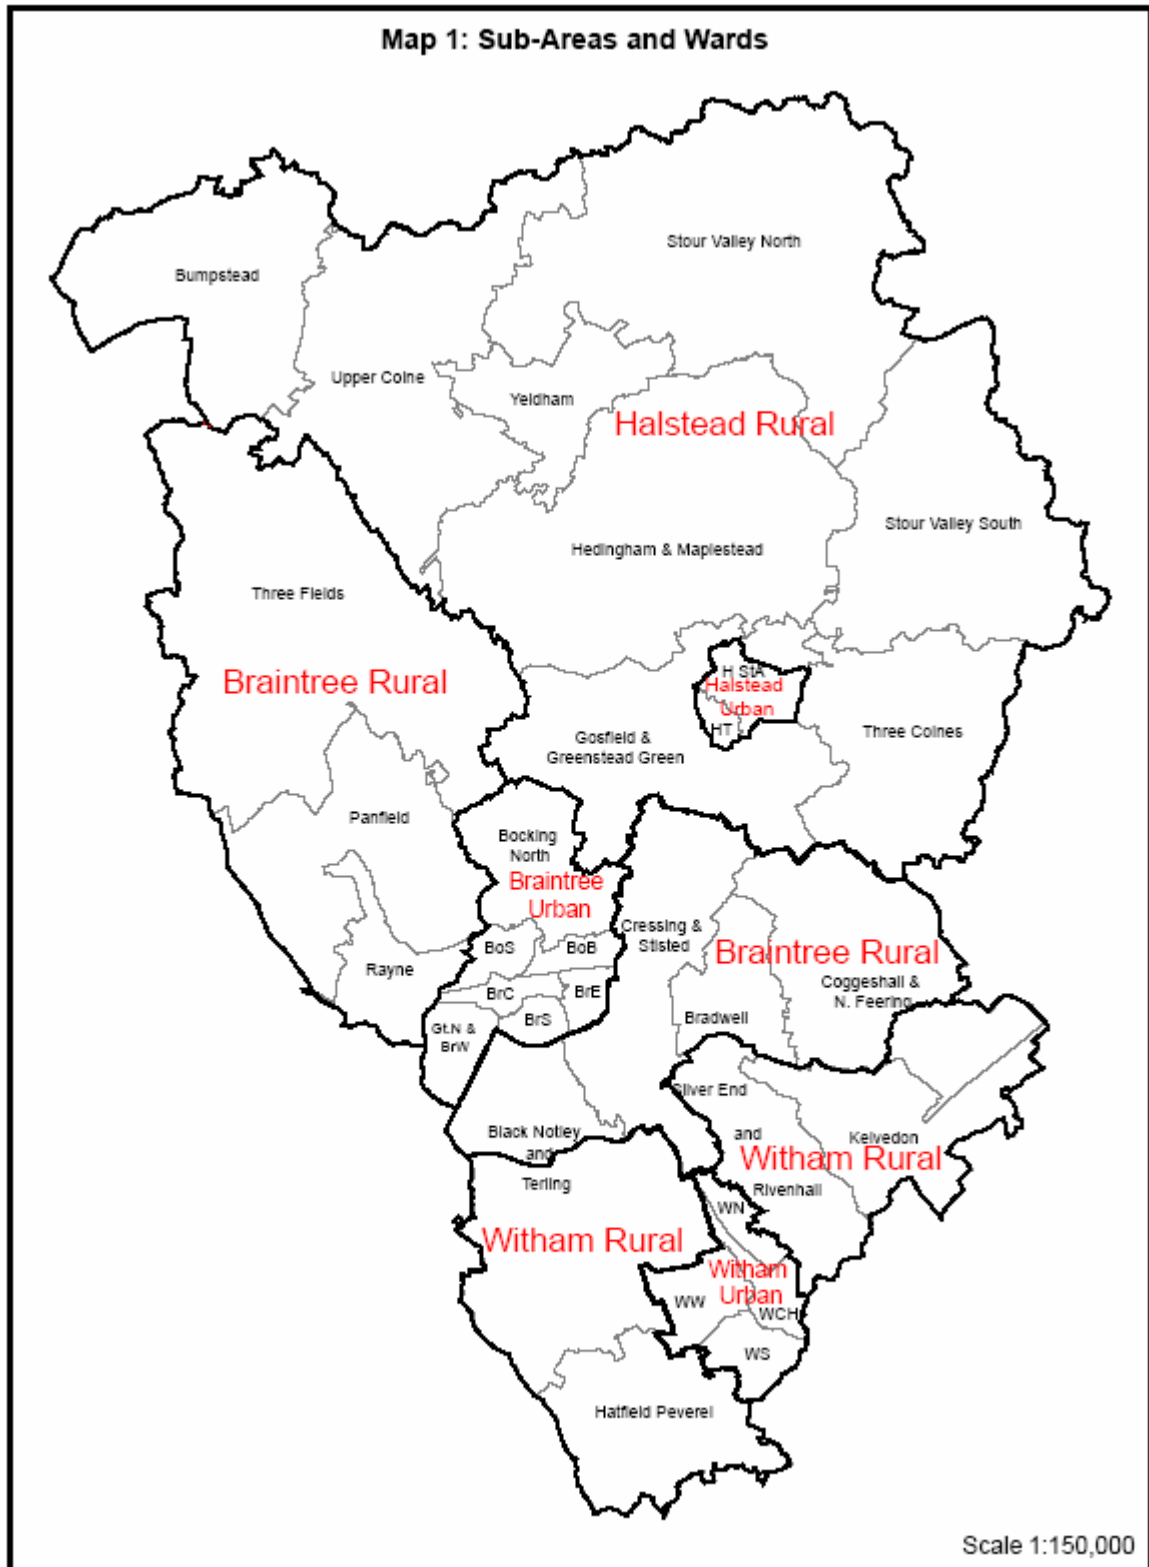 Map 1: Sub-Areas and Wards
Stour Valley North
Bumpstead
Upper Colne
Yeldham
Halstead Rural
Stour Valley South
Hedingham & Maplestead
Three Fields
Braintree Rural
H StA
Halstead
Urban
HT
Three Colnes
Gosfield &
Greenstead Green
Panfield
Bocking
North
Braintree
Urban
Cressing &
Stisted
BoS
BoB
Braintree Rural
Rayne
Coggeshall &
N. Feering
BrC
BrE
BrS
Bradwell
Gt.N &
BrW
Silver End
and
Rivenhall
Kelvedon
Witham Rural
Black Notley
and
Terling
Witham Rural
WN
Witham
Urban
WW
WCH
WS
Hatfield Peverel
Scale 1:150,000